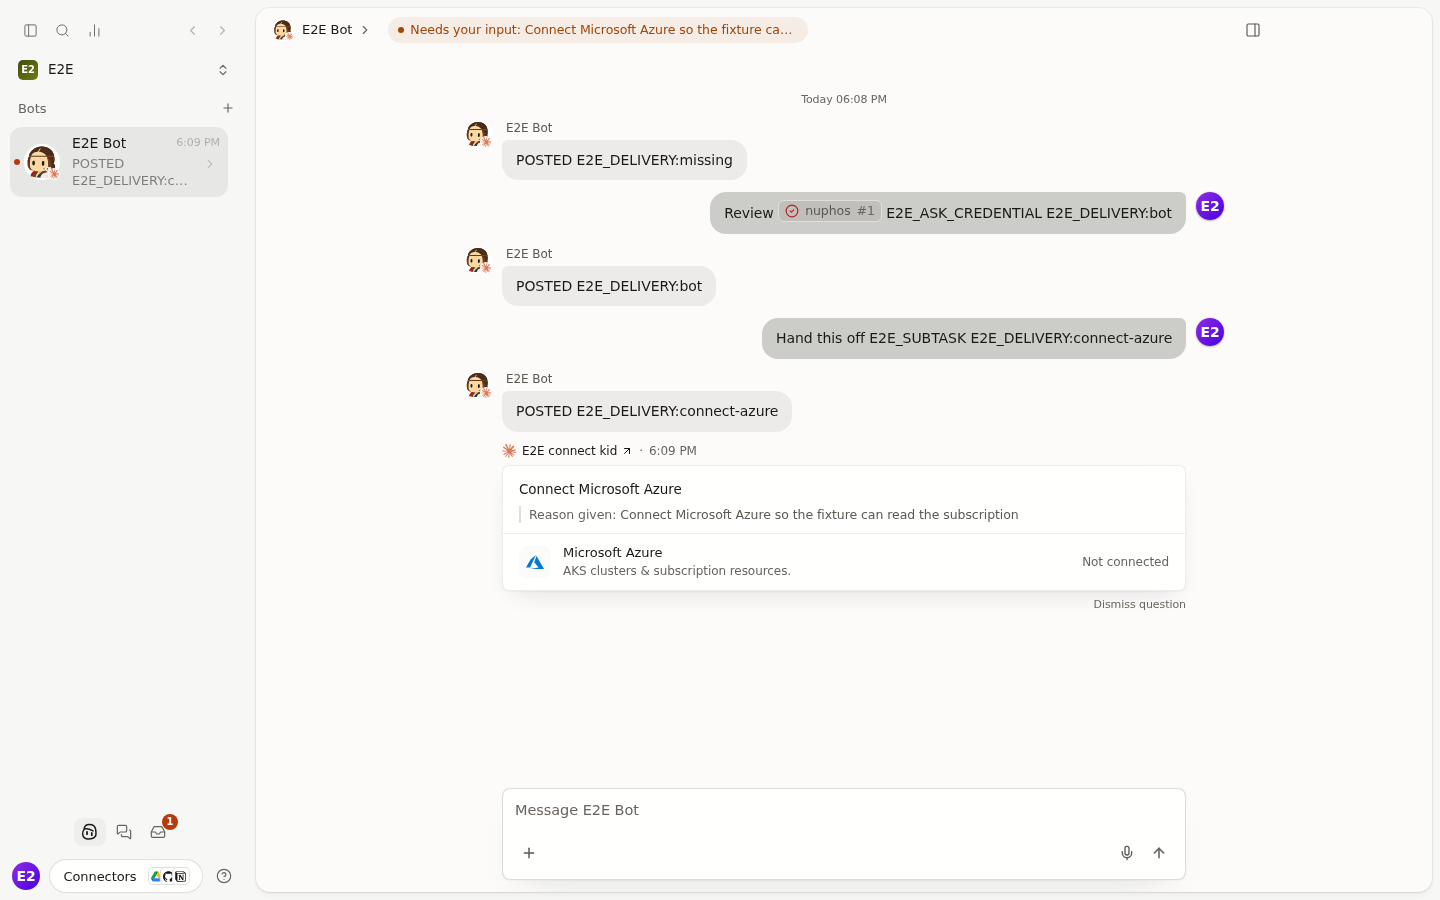 E2 E2E
Bots
E2E Bot 6:09 PM
POSTED
E2E_DELIVERY:c...
1
E2 Connectors
E2E Bot
Needs your input: Connect Microsoft Azure so the fixture ca...
Today 06:08 PM
E2E Bot
POSTED E2E_DELIVERY:missing
Review nuphos #1 E2E_ASK_CREDENTIAL E2E_DELIVERY:bot
E2
E2E Bot
POSTED E2E_DELIVERY:bot
Hand this off E2E_SUBTASK E2E_DELIVERY:connect-azure
E2
E2E Bot
POSTED E2E_DELIVERY:connect-azure
E2E connect kid · 6:09 PM
Connect Microsoft Azure
Reason given: Connect Microsoft Azure so the fixture can read the subscription
Microsoft Azure
AKS clusters & subscription resources.
Not connected
Dismiss question
Message E2E Bot